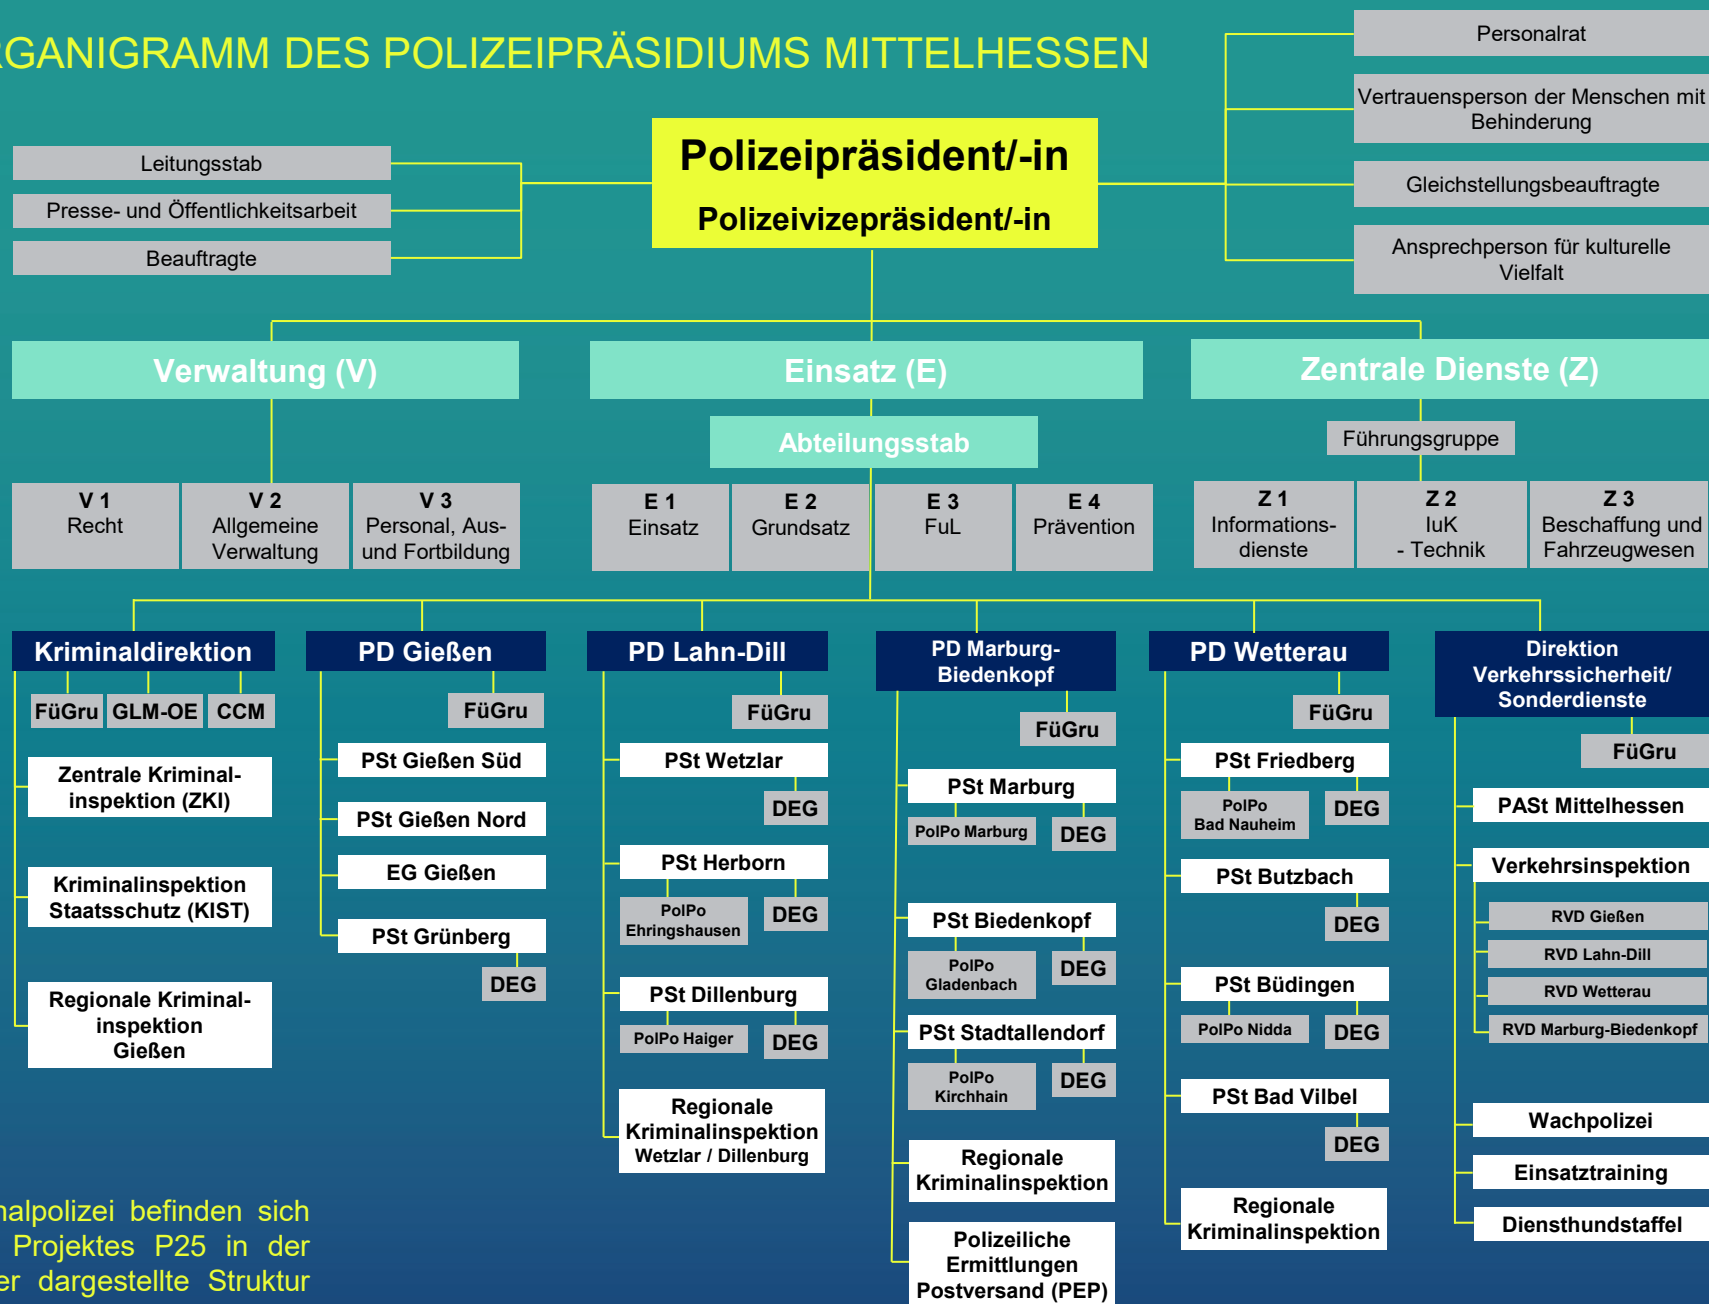 RGANIGRAMM DES POLIZEIPRÄSIDIUMS MITTELHESSEN
Personalrat
Vertrauensperson der Menschen mit
Behinderung
Gleichstellungsbeauftragte
Ansprechperson für kulturelle
Vielfalt
Leitungsstab
Presse- und Öffentlichkeitsarbeit
Beauftragte
Polizeipräsident/-in
Polizeivizepräsident/-in
Verwaltung (V)
Einsatz (E)
Zentrale Dienste (Z)
Abteilungsstab
Führungsgruppe
V 1
Recht
V 2
Allgemeine
Verwaltung
V 3
Personal, Aus-
und Fortbildung
E 1
Einsatz
E 2
Grundsatz
E 3
FuL
E 4
Prävention
Z 1
Informations-
dienste
Z 2
IuK
- Technik
Z 3
Beschaffung und
Fahrzeugwesen
Kriminaldirektion
FüGru
GLM-OE
CCM
Zentrale Kriminal-
inspektion (ZKI)
Kriminalinspektion
Staatsschutz (KIST)
Regionale Kriminal-
inspektion
Gießen
PD Gießen
FüGru
PSt Gießen Süd
PSt Gießen Nord
EG Gießen
PSt Grünberg
DEG
PD Lahn-Dill
FüGru
PSt Wetzlar
DEG
PSt Herborn
PolPo
Ehringshausen
DEG
PSt Dillenburg
PolPo Haiger
DEG
Regionale
Kriminalinspektion
Wetzlar / Dillenburg
PD Marburg-
Biedenkopf
FüGru
PSt Marburg
PolPo Marburg
DEG
PSt Biedenkopf
PolPo
Gladenbach
DEG
PSt Stadtallendorf
PolPo
Kirchhain
DEG
Regionale
Kriminalinspektion
Polizeiliche
Ermittlungen
Postversand (PEP)
PD Wetterau
FüGru
PSt Friedberg
PolPo
Bad Nauheim
DEG
PSt Butzbach
DEG
PSt Büdingen
PolPo Nidda
DEG
PSt Bad Vilbel
DEG
Regionale
Kriminalinspektion
Direktion
Verkehrssicherheit/
Sonderdienste
FüGru
PASt Mittelhessen
Verkehrsinspektion
RVD Gießen
RVD Lahn-Dill
RVD Wetterau
RVD Marburg-Biedenkopf
Wachpolizei
Einsatztraining
Diensthundstaffel
nalpolizei befinden sich
Projektes P25 in der
er dargestellte Struktur